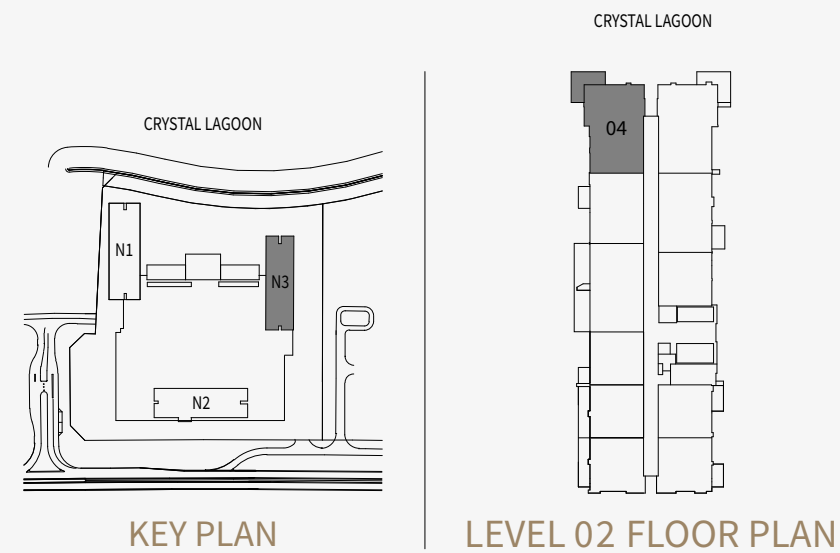 CRYSTAL LAGOON
N1
N3
N2
KEY PLAN
CRYSTAL LAGOON
04
LEVEL 02 FLOOR PLAN